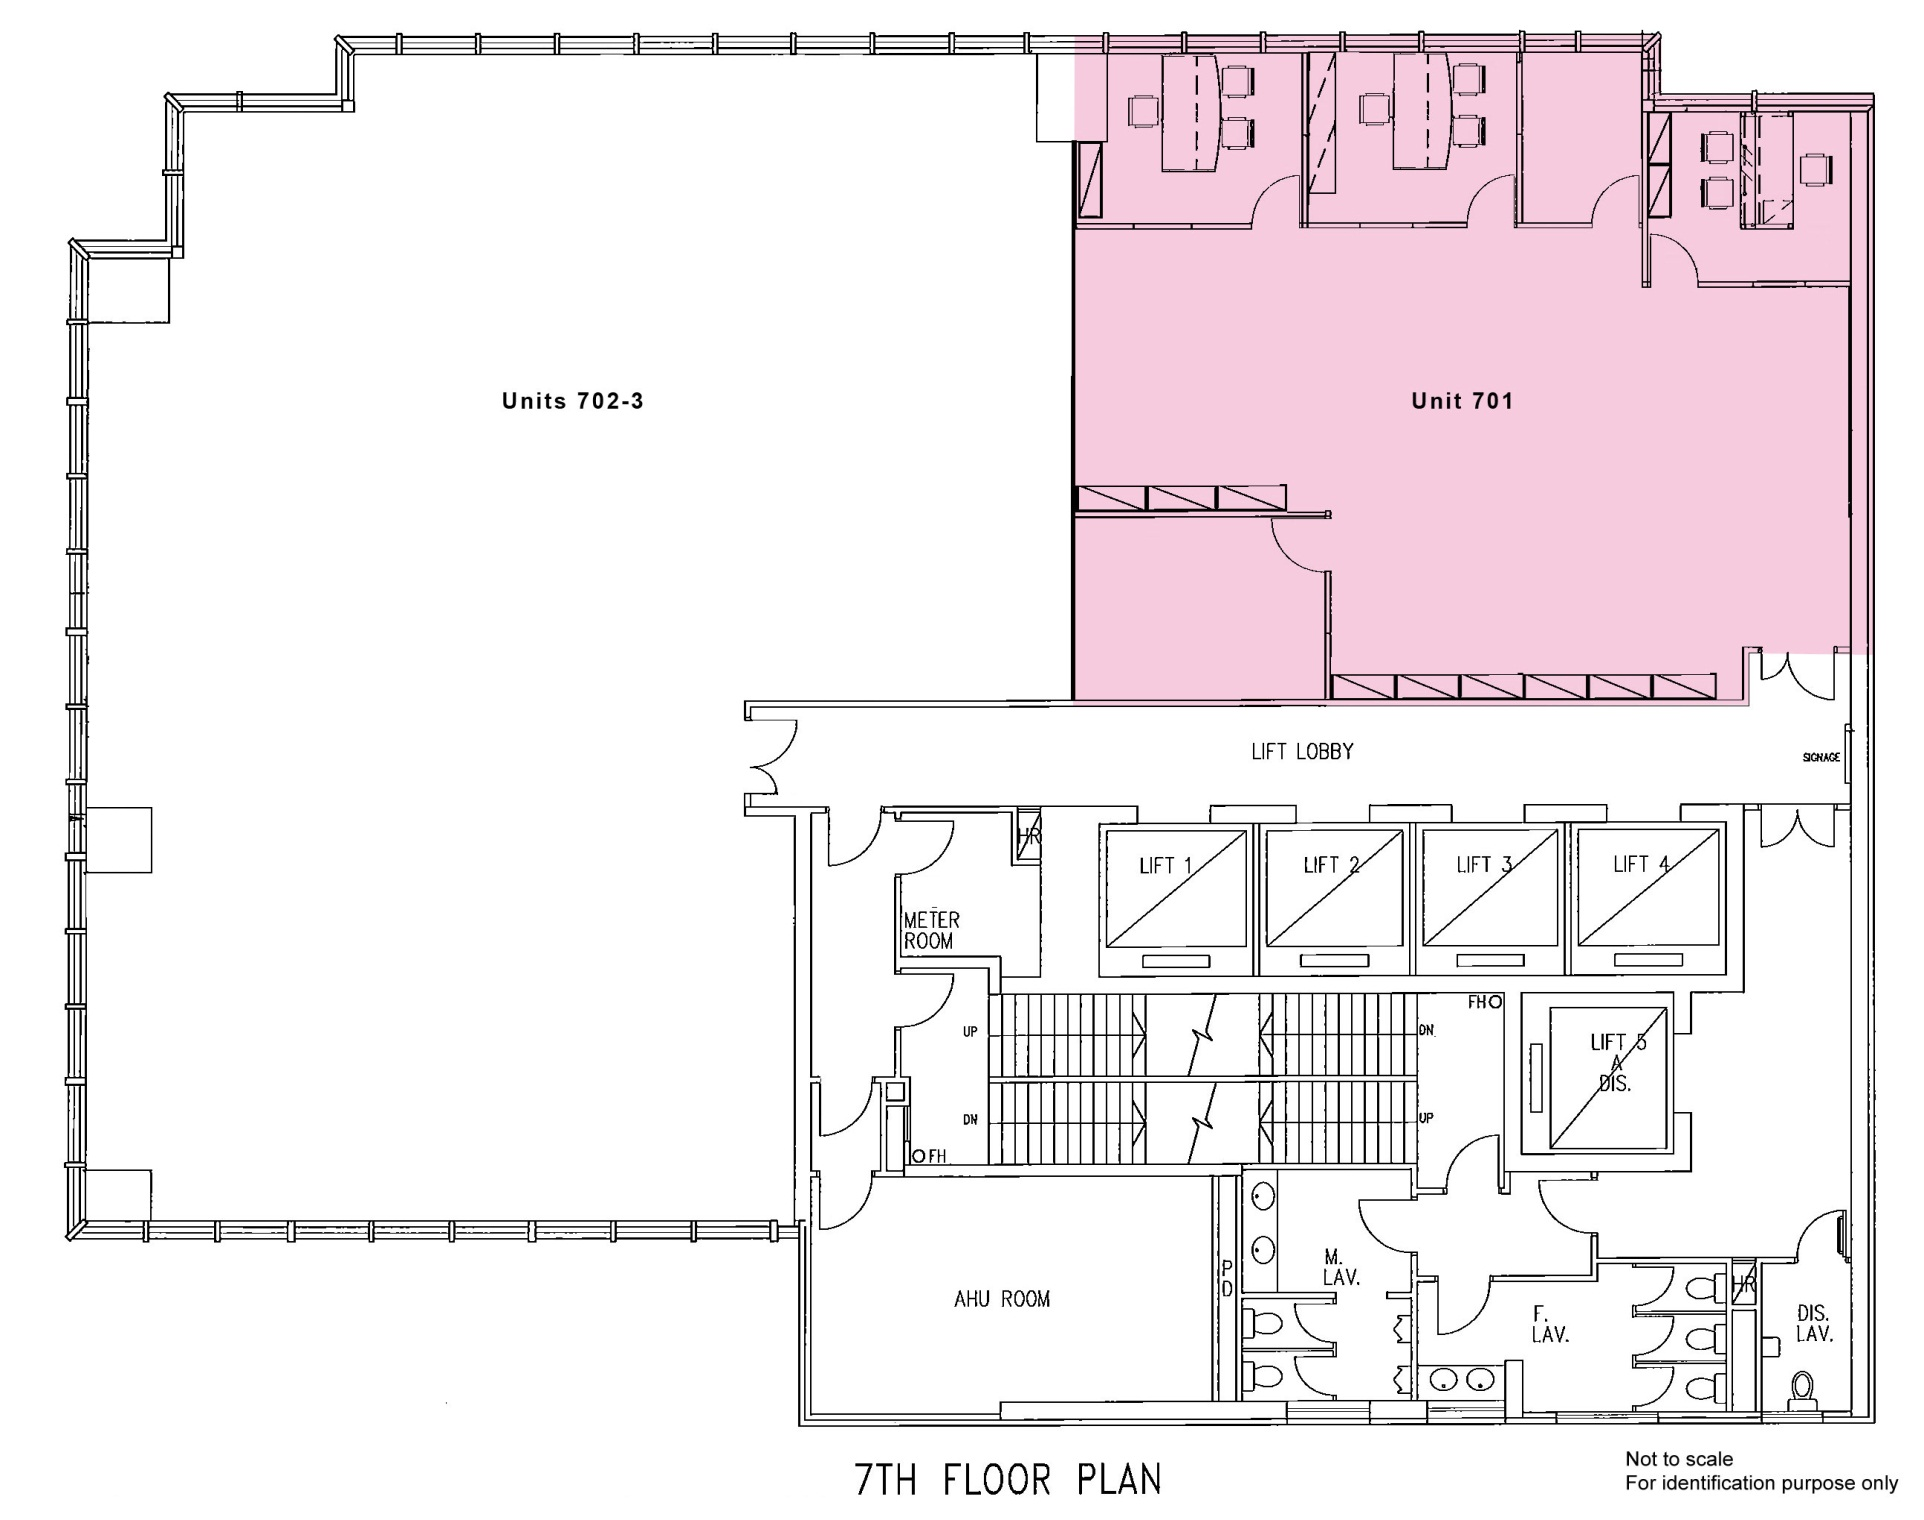 Units 702-3
Unit 701
LIFT LOBBY
SIGNAGE
HR
LIFT 1
LIFT 2
LIFT 3
LIFT 4
METER
ROOM
UP
DN
FH
DN
UP
FH
LIFT 5
A
DIS.
AHU ROOM
P
D
M.
LAV.
F.
LAV.
HR
DIS.
LAV.
7TH FLOOR PLAN
Not to scale
For identification purpose only